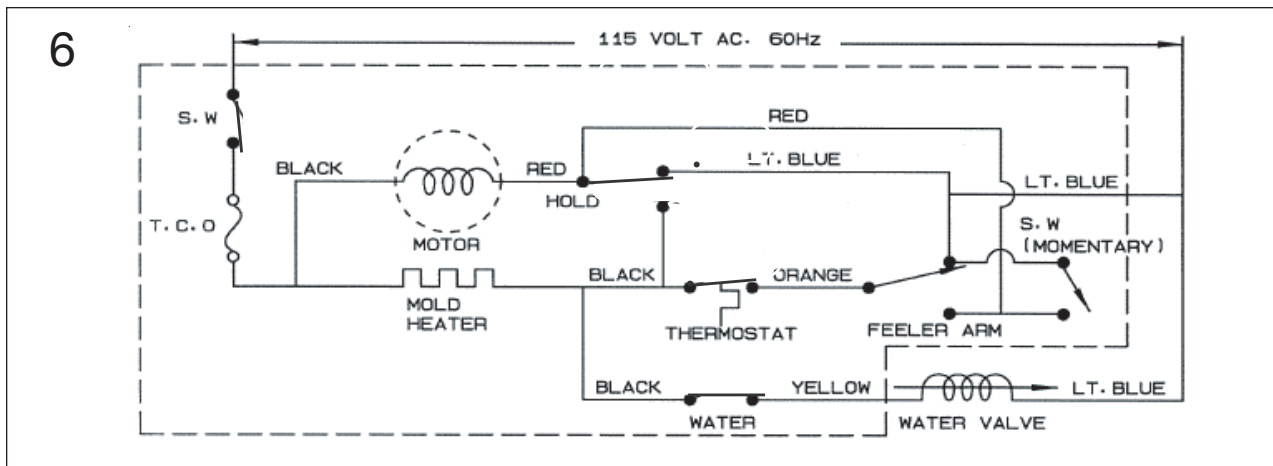 6
115 VOLT AC. 60Hz
S.W
RED
BLACK
RED
LT. BLUE
LT. BLUE
HOLD
T.C.O
MOTOR
S.W
(MOMENTARY)
BLACK
ORANGE
MOLD
HEATER
THERMOSTAT
FEELER ARM
BLACK
YELLOW
LT. BLUE
WATER
WATER VALVE